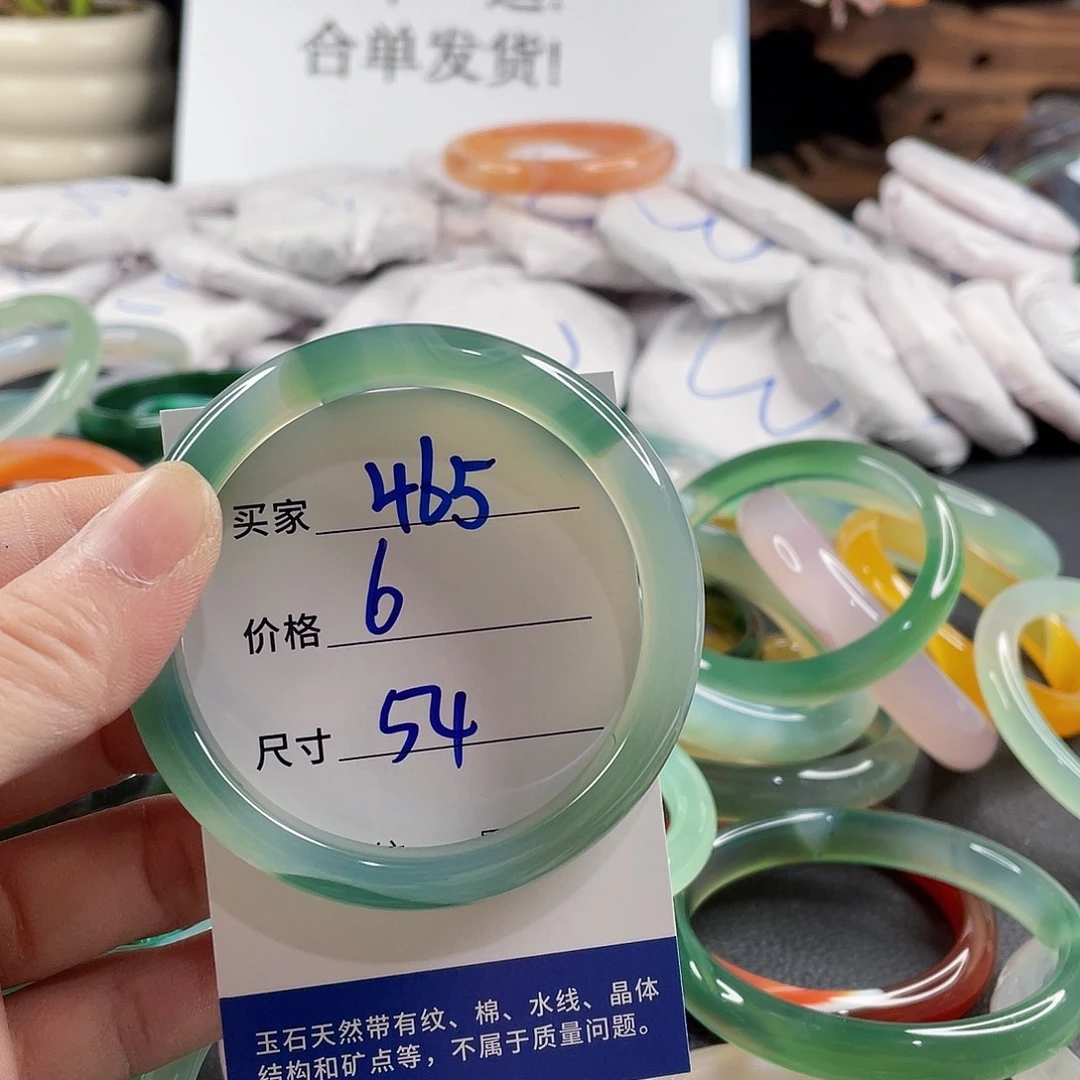 合单发货!
买家 465
价格 6
尺寸 54
玉石天然带有纹、棉、水线、晶体
结构和矿点等，不属于质量问题。